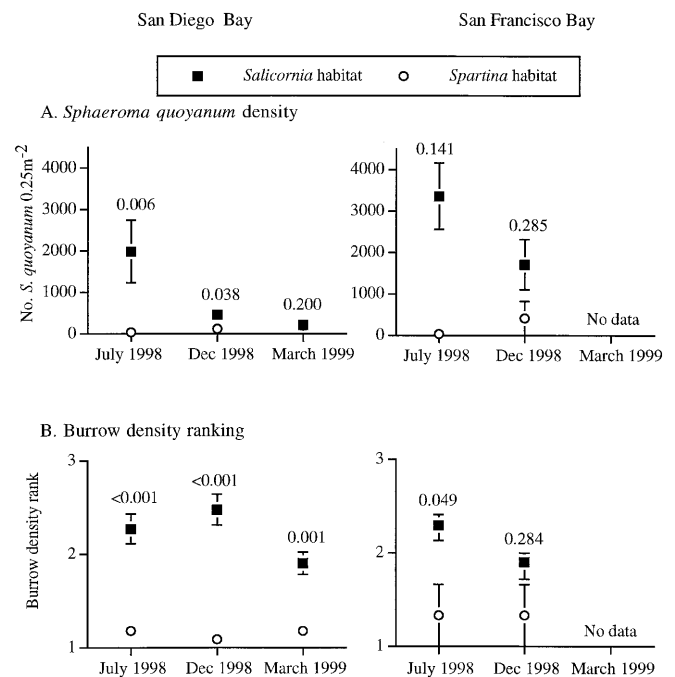 San Diego Bay San Francisco Bay
Salicornia habitat Spartina habitat
A. Sphaeroma quoyanum density
No. S. quoyanum 0.25m-2
4000
3000
2000
1000
0
0.006
0.038
0.200
July 1998 Dec 1998 March 1999
4000
3000
2000
1000
0
0.141
0.285
No data
July 1998 Dec 1998 March 1999
B. Burrow density ranking
Burrow density rank
3
2
1
<0.001
<0.001
0.001
July 1998 Dec 1998 March 1999
3
2
1
0.049
0.284
No data
July 1998 Dec 1998 March 1999